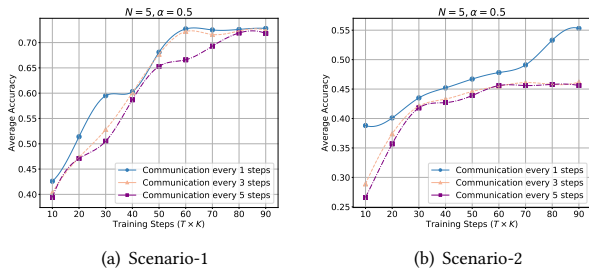 N = 5, α = 0.5
Average Accuracy
0.70
0.65
0.60
0.55
0.50
0.45
0.40
Communication every 1 steps
Communication every 3 steps
Communication every 5 steps
10 20 30 40 50 60 70 80 90
Training Steps (T × K)
(a) Scenario-1
N = 5, α = 0.5
Average Accuracy
0.55
0.50
0.45
0.40
0.35
0.30
0.25
Communication every 1 steps
Communication every 3 steps
Communication every 5 steps
10 20 30 40 50 60 70 80 90
Training Steps (T × K)
(b) Scenario-2